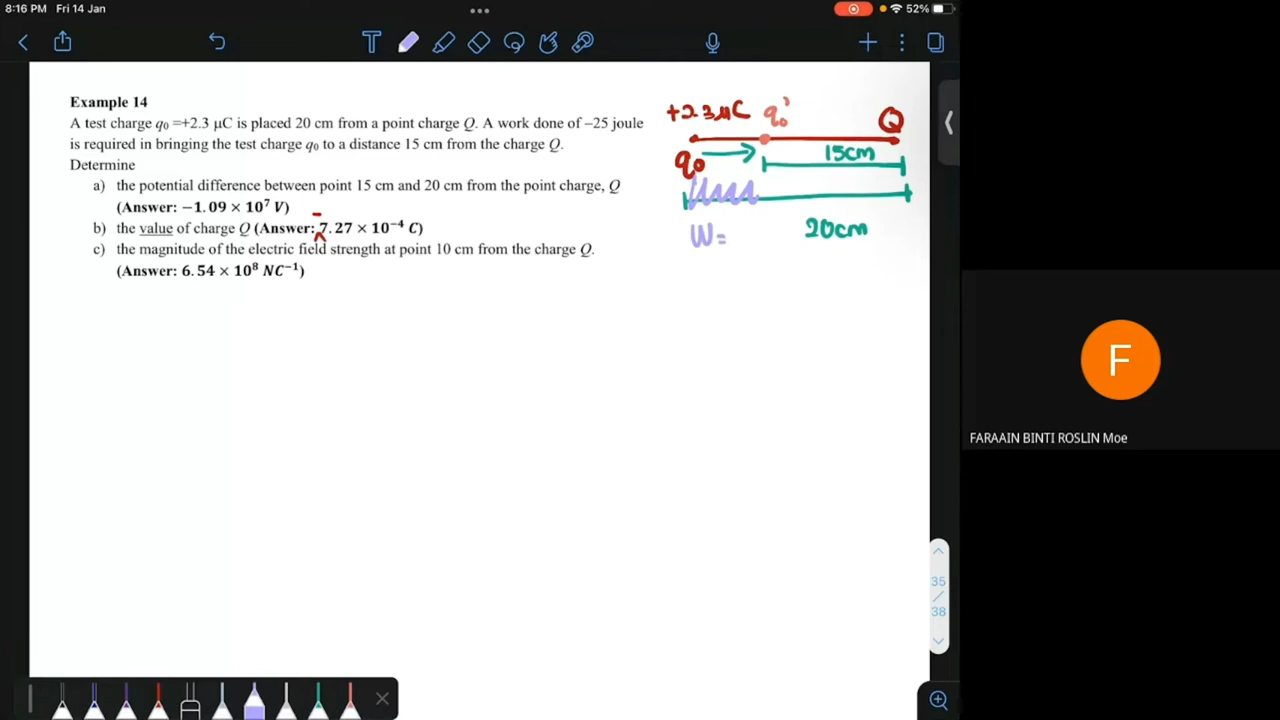 8:16 PM Fri 14 Jan
52%
Example 14
A test charge q₀ =+2.3 μC is placed 20 cm from a point charge Q. A work done of −25 joule
is required in bringing the test charge q₀ to a distance 15 cm from the charge Q.
Determine
a) the potential difference between point 15 cm and 20 cm from the point charge, Q
(Answer: −1.09 × 10⁷ V)
b) the value of charge Q (Answer: -7.27 × 10⁻⁴ C)
c) the magnitude of the electric field strength at point 10 cm from the charge Q.
(Answer: 6.54 × 10⁸ NC⁻¹)
+2.3 μC q₀' Q
q₀ 15cm
W= 20cm
F
FARAAIN BINTI ROSLIN Moe
35
/
38
T